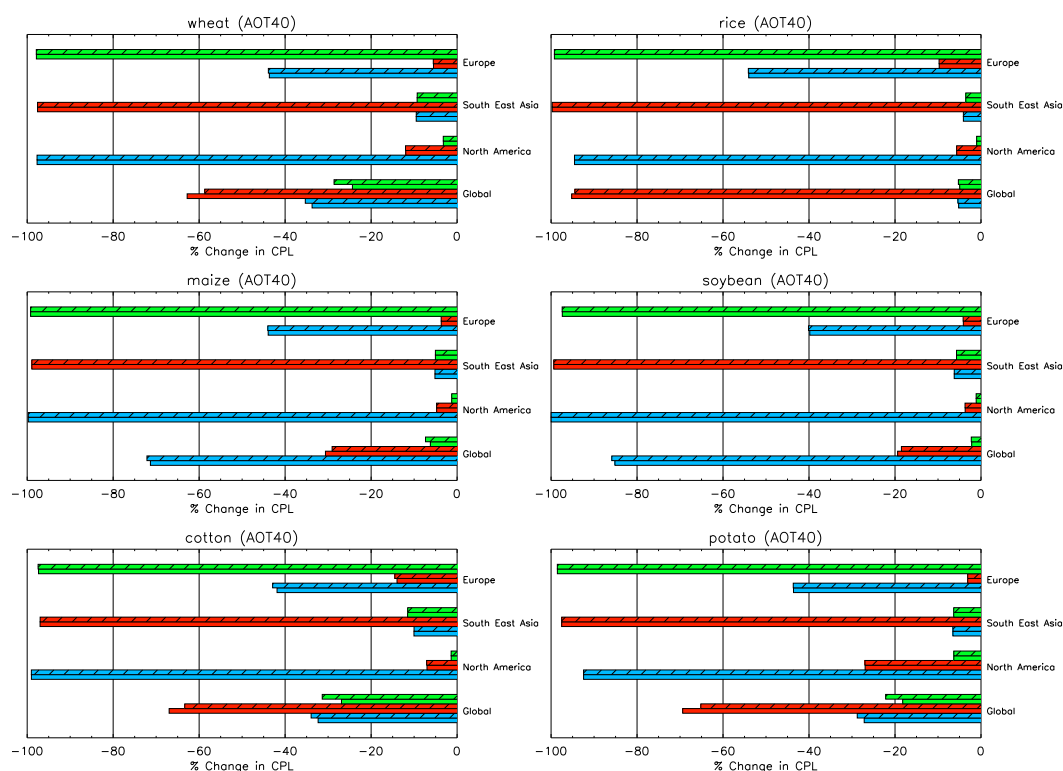 wheat (AOT40)
Europe
South East Asia
North America
Global
−100 −80 −60 −40 −20 0
% Change in CPL
rice (AOT40)
Europe
South East Asia
North America
Global
−100 −80 −60 −40 −20 0
% Change in CPL
maize (AOT40)
Europe
South East Asia
North America
Global
−100 −80 −60 −40 −20 0
% Change in CPL
soybean (AOT40)
Europe
South East Asia
North America
Global
−100 −80 −60 −40 −20 0
% Change in CPL
cotton (AOT40)
Europe
South East Asia
North America
Global
−100 −80 −60 −40 −20 0
% Change in CPL
potato (AOT40)
Europe
South East Asia
North America
Global
−100 −80 −60 −40 −20 0
% Change in CPL